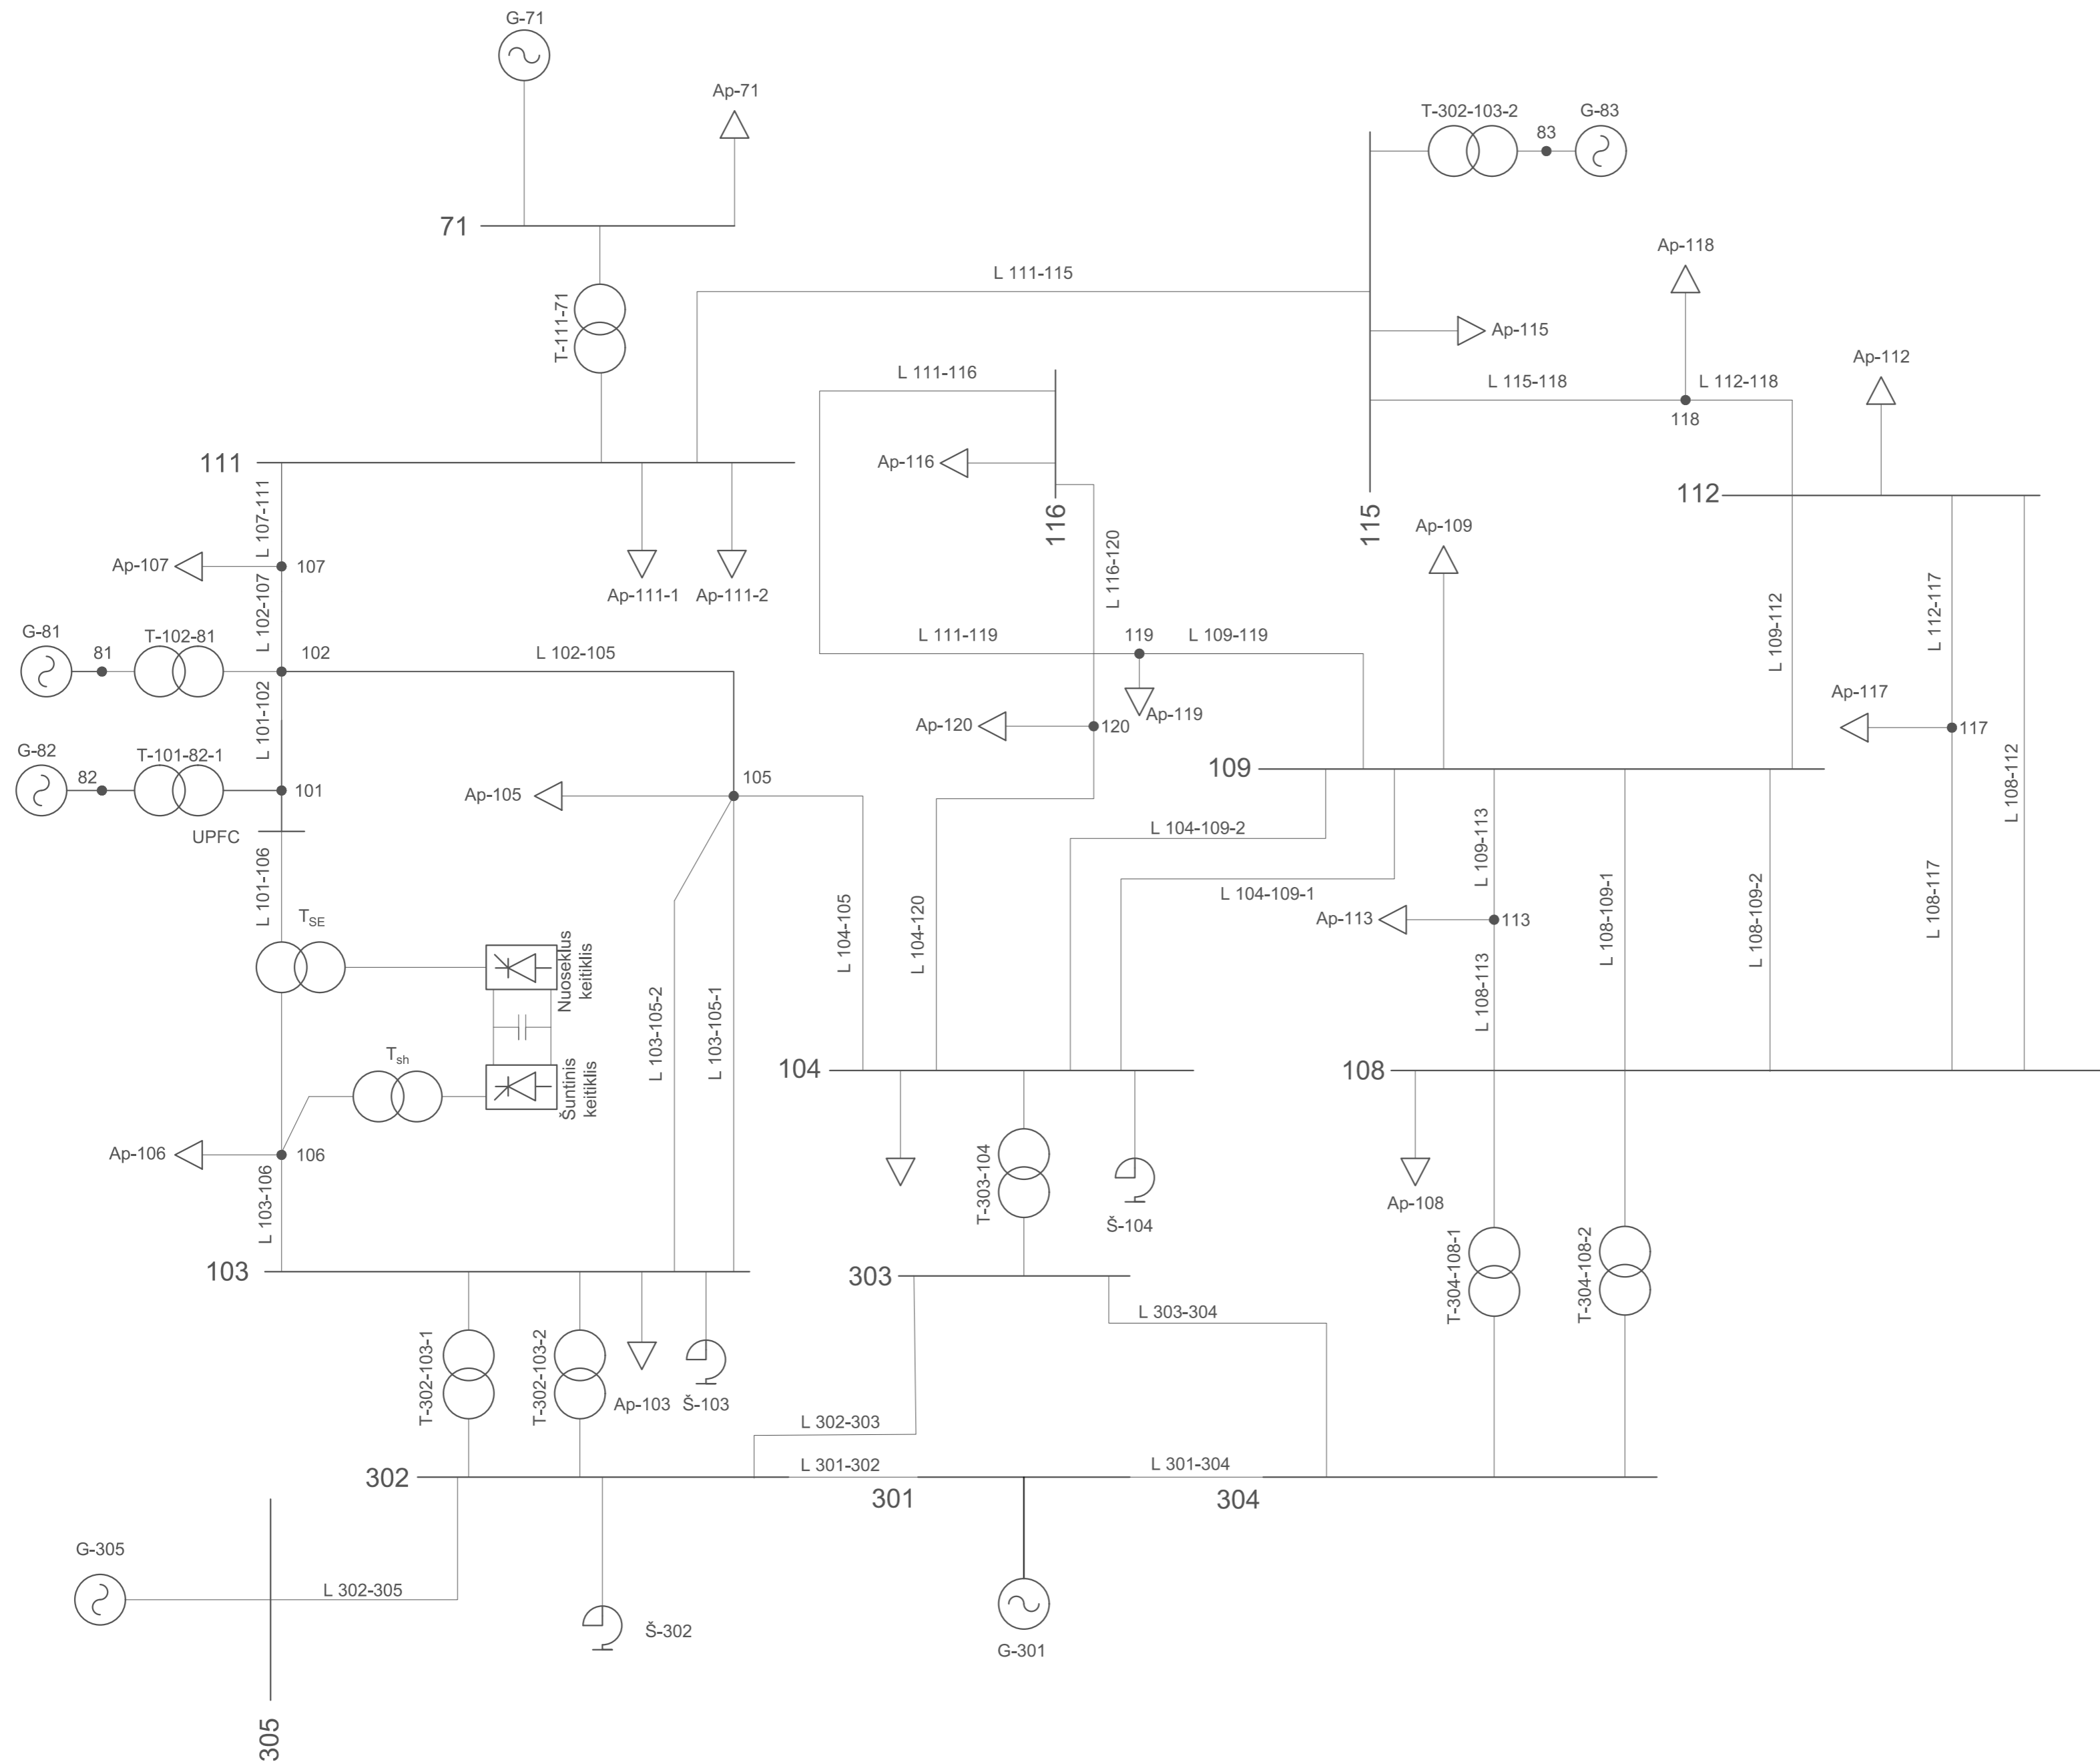 G-71
Ap-71
T-302-103-2
G-83
83
71
Ap-118
L 111-115
T-111-71
Ap-115
Ap-112
L 111-116
L 115-118
L 112-118
118
111
Ap-116
112
L 107-111
116
115
Ap-109
Ap-107
107
L 116-120
Ap-111-1
Ap-111-2
L 102-107
L 109-112
L 112-117
G-81
T-102-81
81
102
L 102-105
L 111-119
119
L 109-119
L 101-102
Ap-117
Ap-119
Ap-120
120
117
G-82
T-101-82-1
82
101
105
Ap-105
109
L 108-112
UPFC
L 104-109-2
L 109-113
L 101-106
L 104-109-1
T
SE
L 104-105
L 104-120
Ap-113
113
L 108-109-1
L 108-109-2
L 108-117
Nuoseklus
keitiklis
L 108-113
L 103-105-2
L 103-105-1
T
sh
104
108
Šuntinis
keitiklis
Ap-106
106
L 103-106
T-303-104
Š-104
Ap-108
103
303
T-304-108-1
T-304-108-2
L 303-304
T-302-103-1
T-302-103-2
Ap-103
Š-103
L 302-303
302
L 301-302
L 301-304
301
304
G-305
L 302-305
Š-302
G-301
305